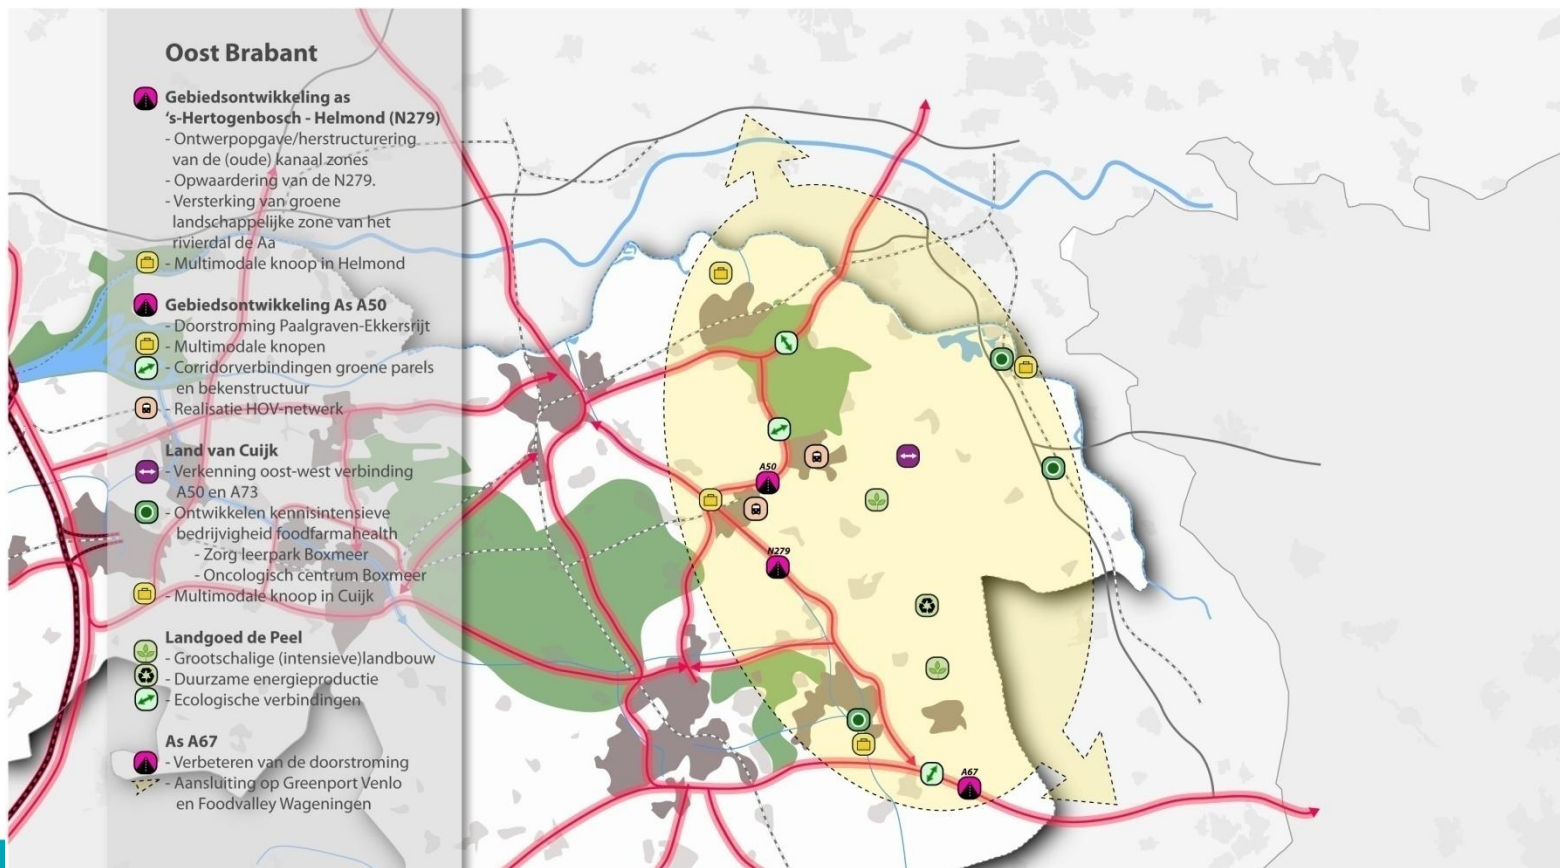 Oost Brabant
Gebiedsontwikkeling as
's-Hertogenbosch - Helmond (N279)
- Ontwerpopgave/herstructurering
van de (oude) kanaal zones
- Opwaardering van de N279.
- Versterking van groene
landschappelijke zone van het
rivierdal de Aa
- Multimodale knoop in Helmond
Gebiedsontwikkeling As A50
- Doorstroming Paalgraven-Ekkersrijt
- Multimodale knopen
- Corridorverbindingen groene parels
en bekenstructuur
- Realisatie HOV-netwerk
Land van Cuijk
- Verkenning oost-west verbinding
A50 en A73
- Ontwikkelen kennisintensieve
bedrijvigheid foodfarmahealth
- Zorg leerpark Boxmeer
- Oncologisch centrum Boxmeer
- Multimodale knoop in Cuijk
Landgoed de Peel
- Grootschalige (intensieve)landbouw
- Duurzame energieproductie
- Ecologische verbindingen
As A67
- Verbeteren van de doorstroming
- Aansluiting op Greenport Venlo
en Foodvalley Wageningen
A50
N279
A67